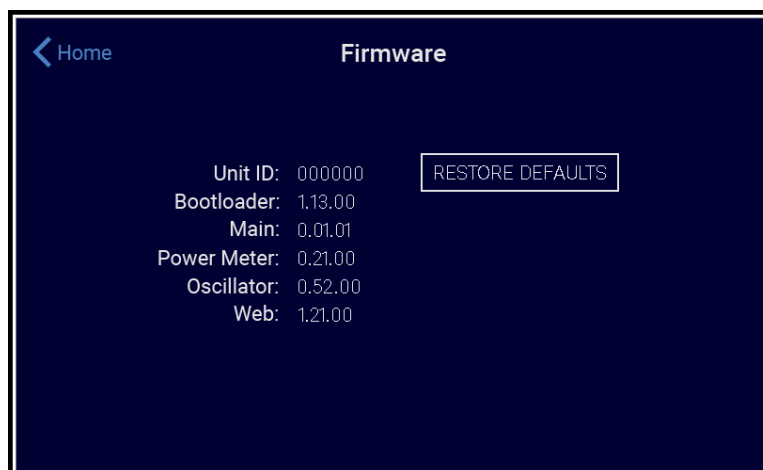 Home
Firmware
Unit ID: 000000
RESTORE DEFAULTS
Bootloader: 1.13.00
Main: 0.01.01
Power Meter: 0.21.00
Oscillator: 0.52.00
Web: 1.21.00